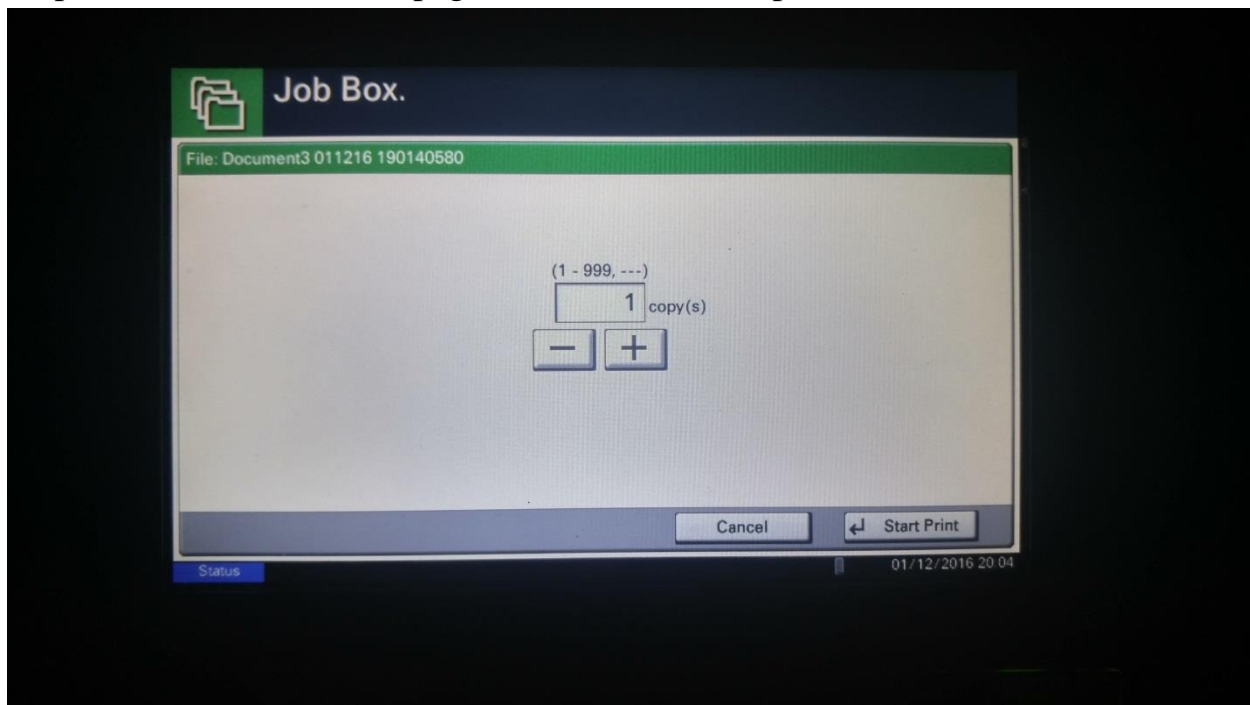 Job Box.
File: Document3 011216 190140580
(1 - 999, ---)
1 copy(s)
− +
Cancel
Start Print
Status
01/12/2016 20:04